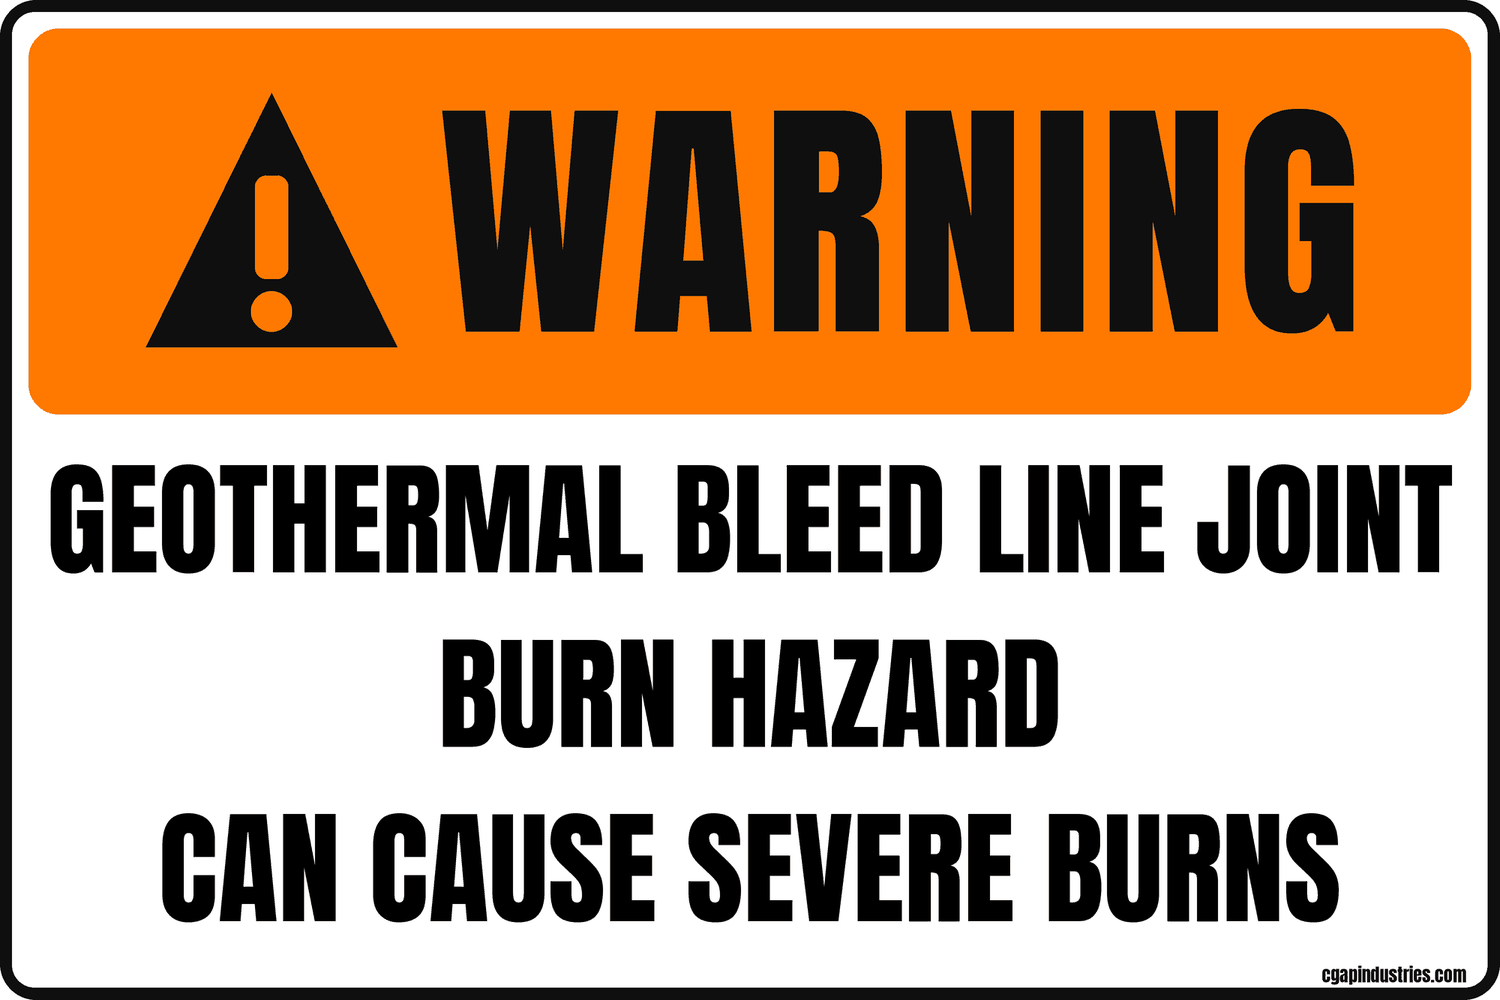 WARNING
GEOTHERMAL BLEED LINE JOINT
BURN HAZARD
CAN CAUSE SEVERE BURNS
cgapindustries.com